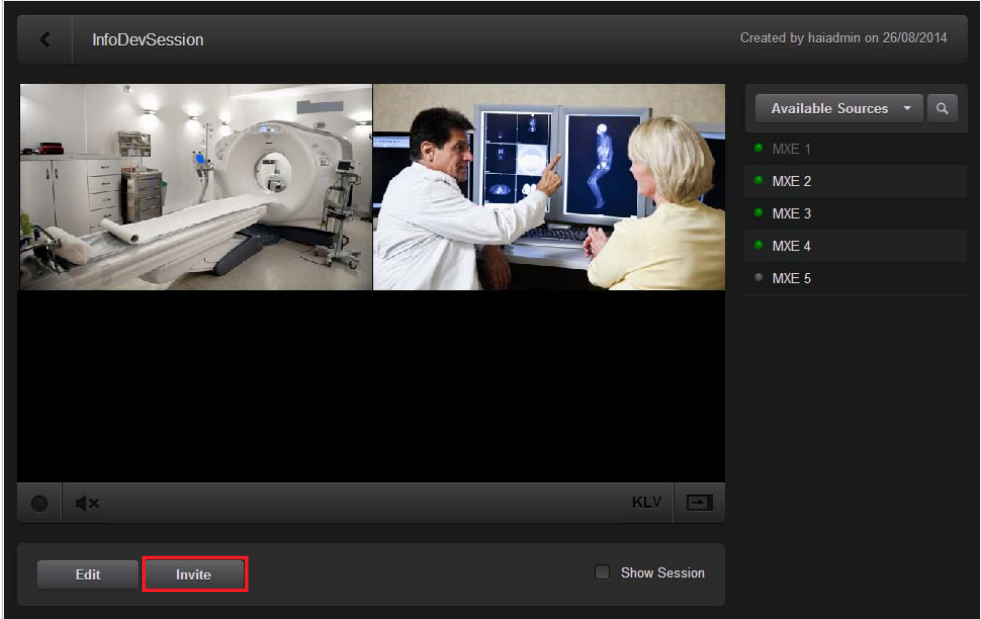 InfoDevSession
Created by haiadmin on 26/08/2014
Available Sources
MXE 1
MXE 2
MXE 3
MXE 4
MXE 5
KLV
Edit
Invite
Show Session